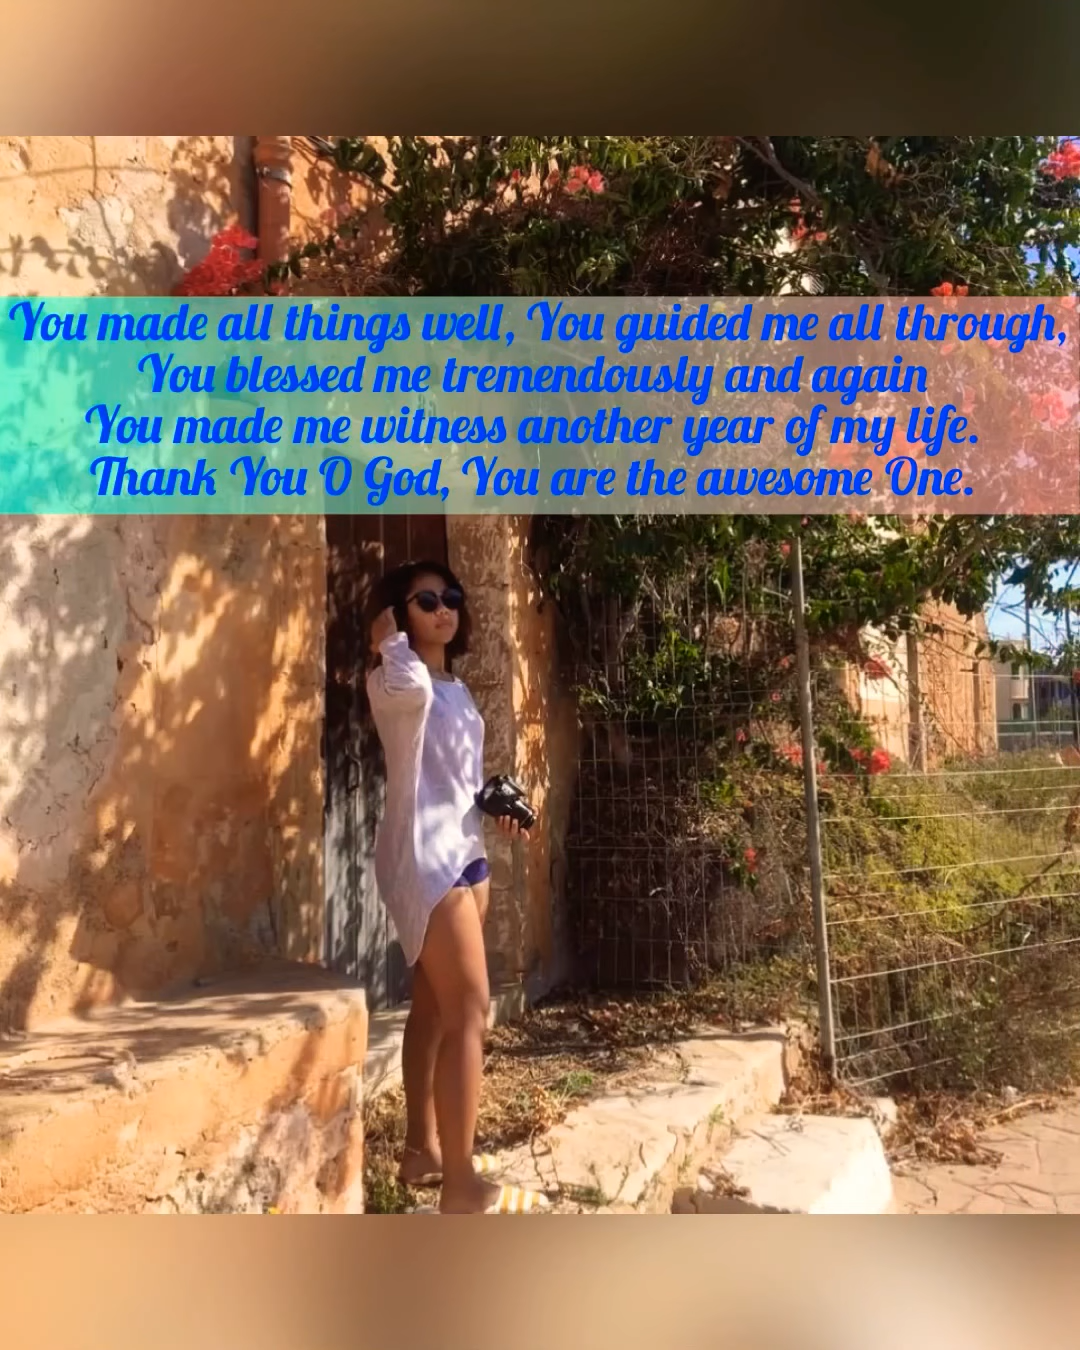 You made all things well, You guided me all through,
You blessed me tremendously and again
You made me witness another year of my life.
Thank You O God, You are the awesome One.